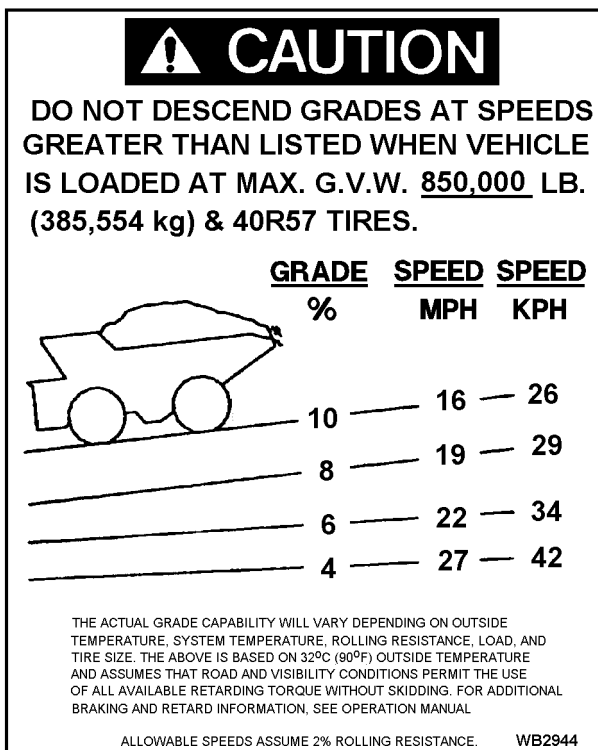 CAUTION
DO NOT DESCEND GRADES AT SPEEDS
GREATER THAN LISTED WHEN VEHICLE
IS LOADED AT MAX. G.V.W. 850,000 LB.
(385,554 kg) & 40R57 TIRES.
GRADE SPEED SPEED
% MPH KPH
10 16 26
8 19 29
6 22 34
4 27 42
THE ACTUAL GRADE CAPABILITY WILL VARY DEPENDING ON OUTSIDE
TEMPERATURE, SYSTEM TEMPERATURE, ROLLING RESISTANCE, LOAD, AND
TIRE SIZE. THE ABOVE IS BASED ON 32⁰C (90⁰F) OUTSIDE TEMPERATURE
AND ASSUMES THAT ROAD AND VISIBILITY CONDITIONS PERMIT THE USE
OF ALL AVAILABLE RETARDING TORQUE WITHOUT SKIDDING. FOR ADDITIONAL
BRAKING AND RETARD INFORMATION, SEE OPERATION MANUAL
ALLOWABLE SPEEDS ASSUME 2% ROLLING RESISTANCE. WB2944